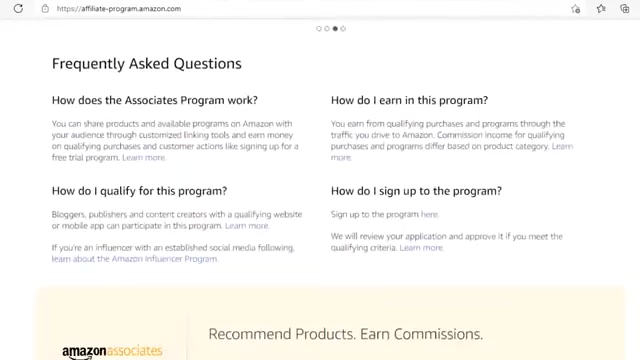 https://affiliate-program.amazon.com
Frequently Asked Questions
How does the Associates Program work?
You can share products and available programs on Amazon with
your audience through customized linking tools and earn money
on qualifying purchases and customer actions like signing up for a
free trial program. Learn more.
How do I earn in this program?
You earn from qualifying purchases and programs through the
traffic you drive to Amazon. Commission income for qualifying
purchases and programs differ based on product category. Learn
more.
How do I qualify for this program?
Bloggers, publishers and content creators with a qualifying website
or mobile app can participate in this program. Learn more.
If you're an influencer with an established social media following,
learn about the Amazon Influencer Program.
How do I sign up to the program?
Sign up to the program here.
We will review your application and approve it if you meet the
qualifying criteria. Learn more.
amazon associates
Recommend Products. Earn Commissions.